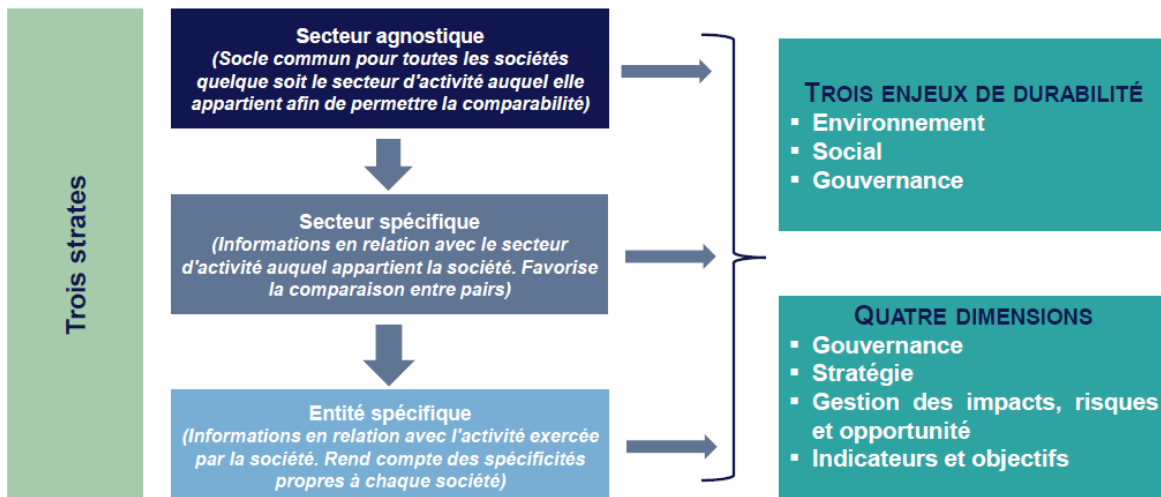 Trois strates
Secteur agnostique
(Socle commun pour toutes les sociétés
quelque soit le secteur d'activité auquel elle
appartient afin de permettre la comparabilité)
Secteur spécifique
(Informations en relation avec le secteur
d'activité auquel appartient la société. Favorise
la comparaison entre pairs)
Entité spécifique
(Informations en relation avec l'activité exercée
par la société. Rend compte des spécificités
propres à chaque société)
TROIS ENJEUX DE DURABILITÉ
▪ Environnement
▪ Social
▪ Gouvernance
QUATRE DIMENSIONS
▪ Gouvernance
▪ Stratégie
▪ Gestion des impacts, risques
et opportunité
▪ Indicateurs et objectifs